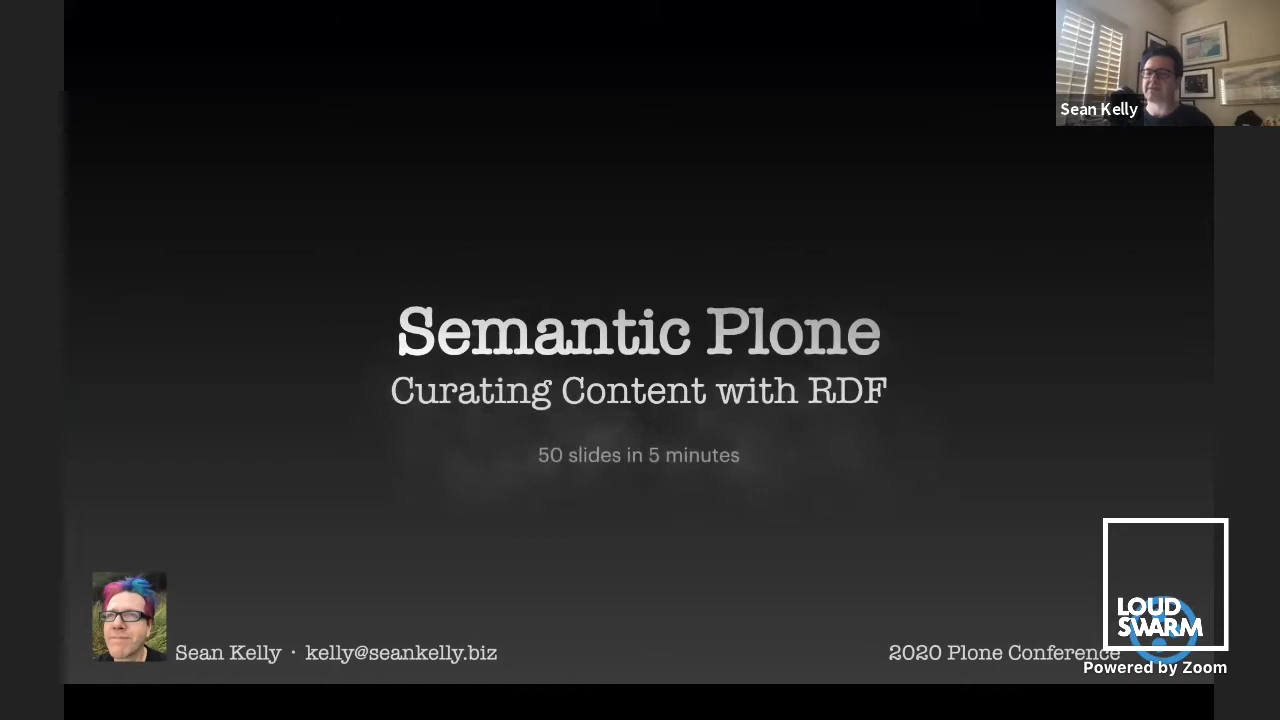 Sean Kelly
Semantic Plone
Curating Content with RDF
50 slides in 5 minutes
Sean Kelly · kelly@seankelly.biz
2020 Plone Conference
LOUD
SWARM
Powered by Zoom